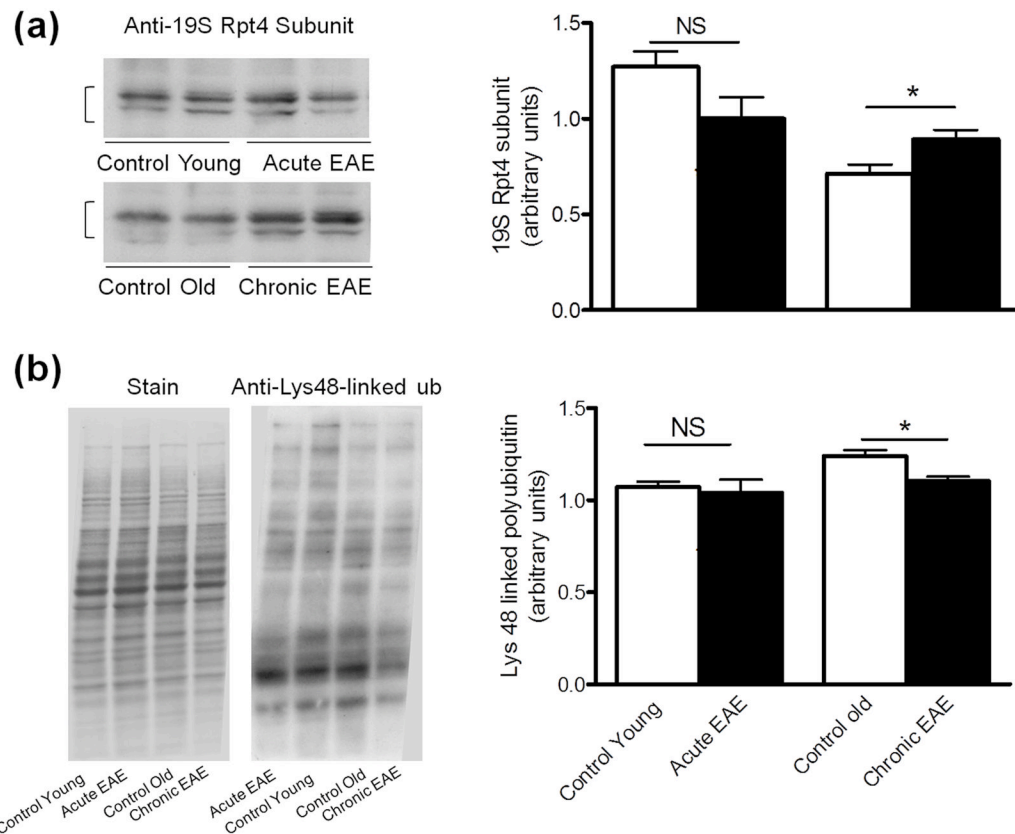 (a)
Anti-19S Rpt4 Subunit
Control Young
Acute EAE
Control Old
Chronic EAE
19S Rpt4 subunit
(arbitrary units)
1.5
1.0
0.5
0.0
NS
*
(b)
Stain
Anti-Lys48-linked ub
Control Young
Acute EAE
Control Old
Chronic EAE
Acute EAE
Control Young
Control Old
Chronic EAE
Lys 48 linked polyubiquitin
(arbitrary units)
1.5
1.0
0.5
0.0
NS
*
Control Young
Acute EAE
Control old
Chronic EAE